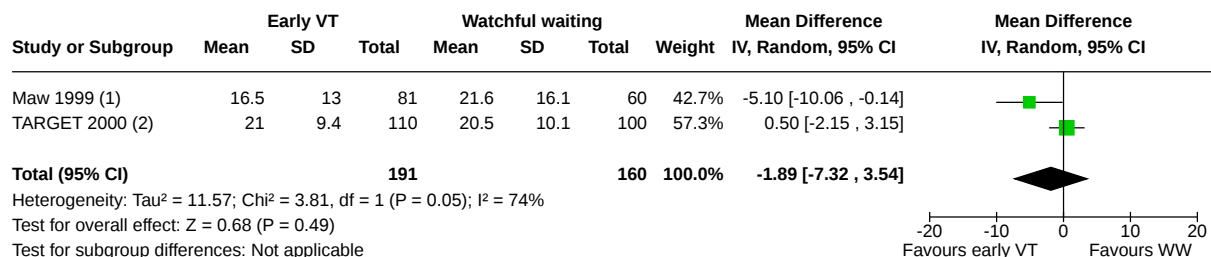 Early VT Watchful waiting Mean Difference Mean Difference
Study or Subgroup Mean SD Total Mean SD Total Weight IV, Random, 95% CI IV, Random, 95% CI
Maw 1999 (1) 16.5 13 81 21.6 16.1 60 42.7% -5.10 [-10.06 , -0.14]
TARGET 2000 (2) 21 9.4 110 20.5 10.1 100 57.3% 0.50 [-2.15 , 3.15]
Total (95% CI) 191 160 100.0% -1.89 [-7.32 , 3.54]
Heterogeneity: Tau² = 11.57; Chi² = 3.81, df = 1 (P = 0.05); I² = 74%
Test for overall effect: Z = 0.68 (P = 0.49) -20 -10 0 10 20
Test for subgroup differences: Not applicable Favours early VT Favours WW